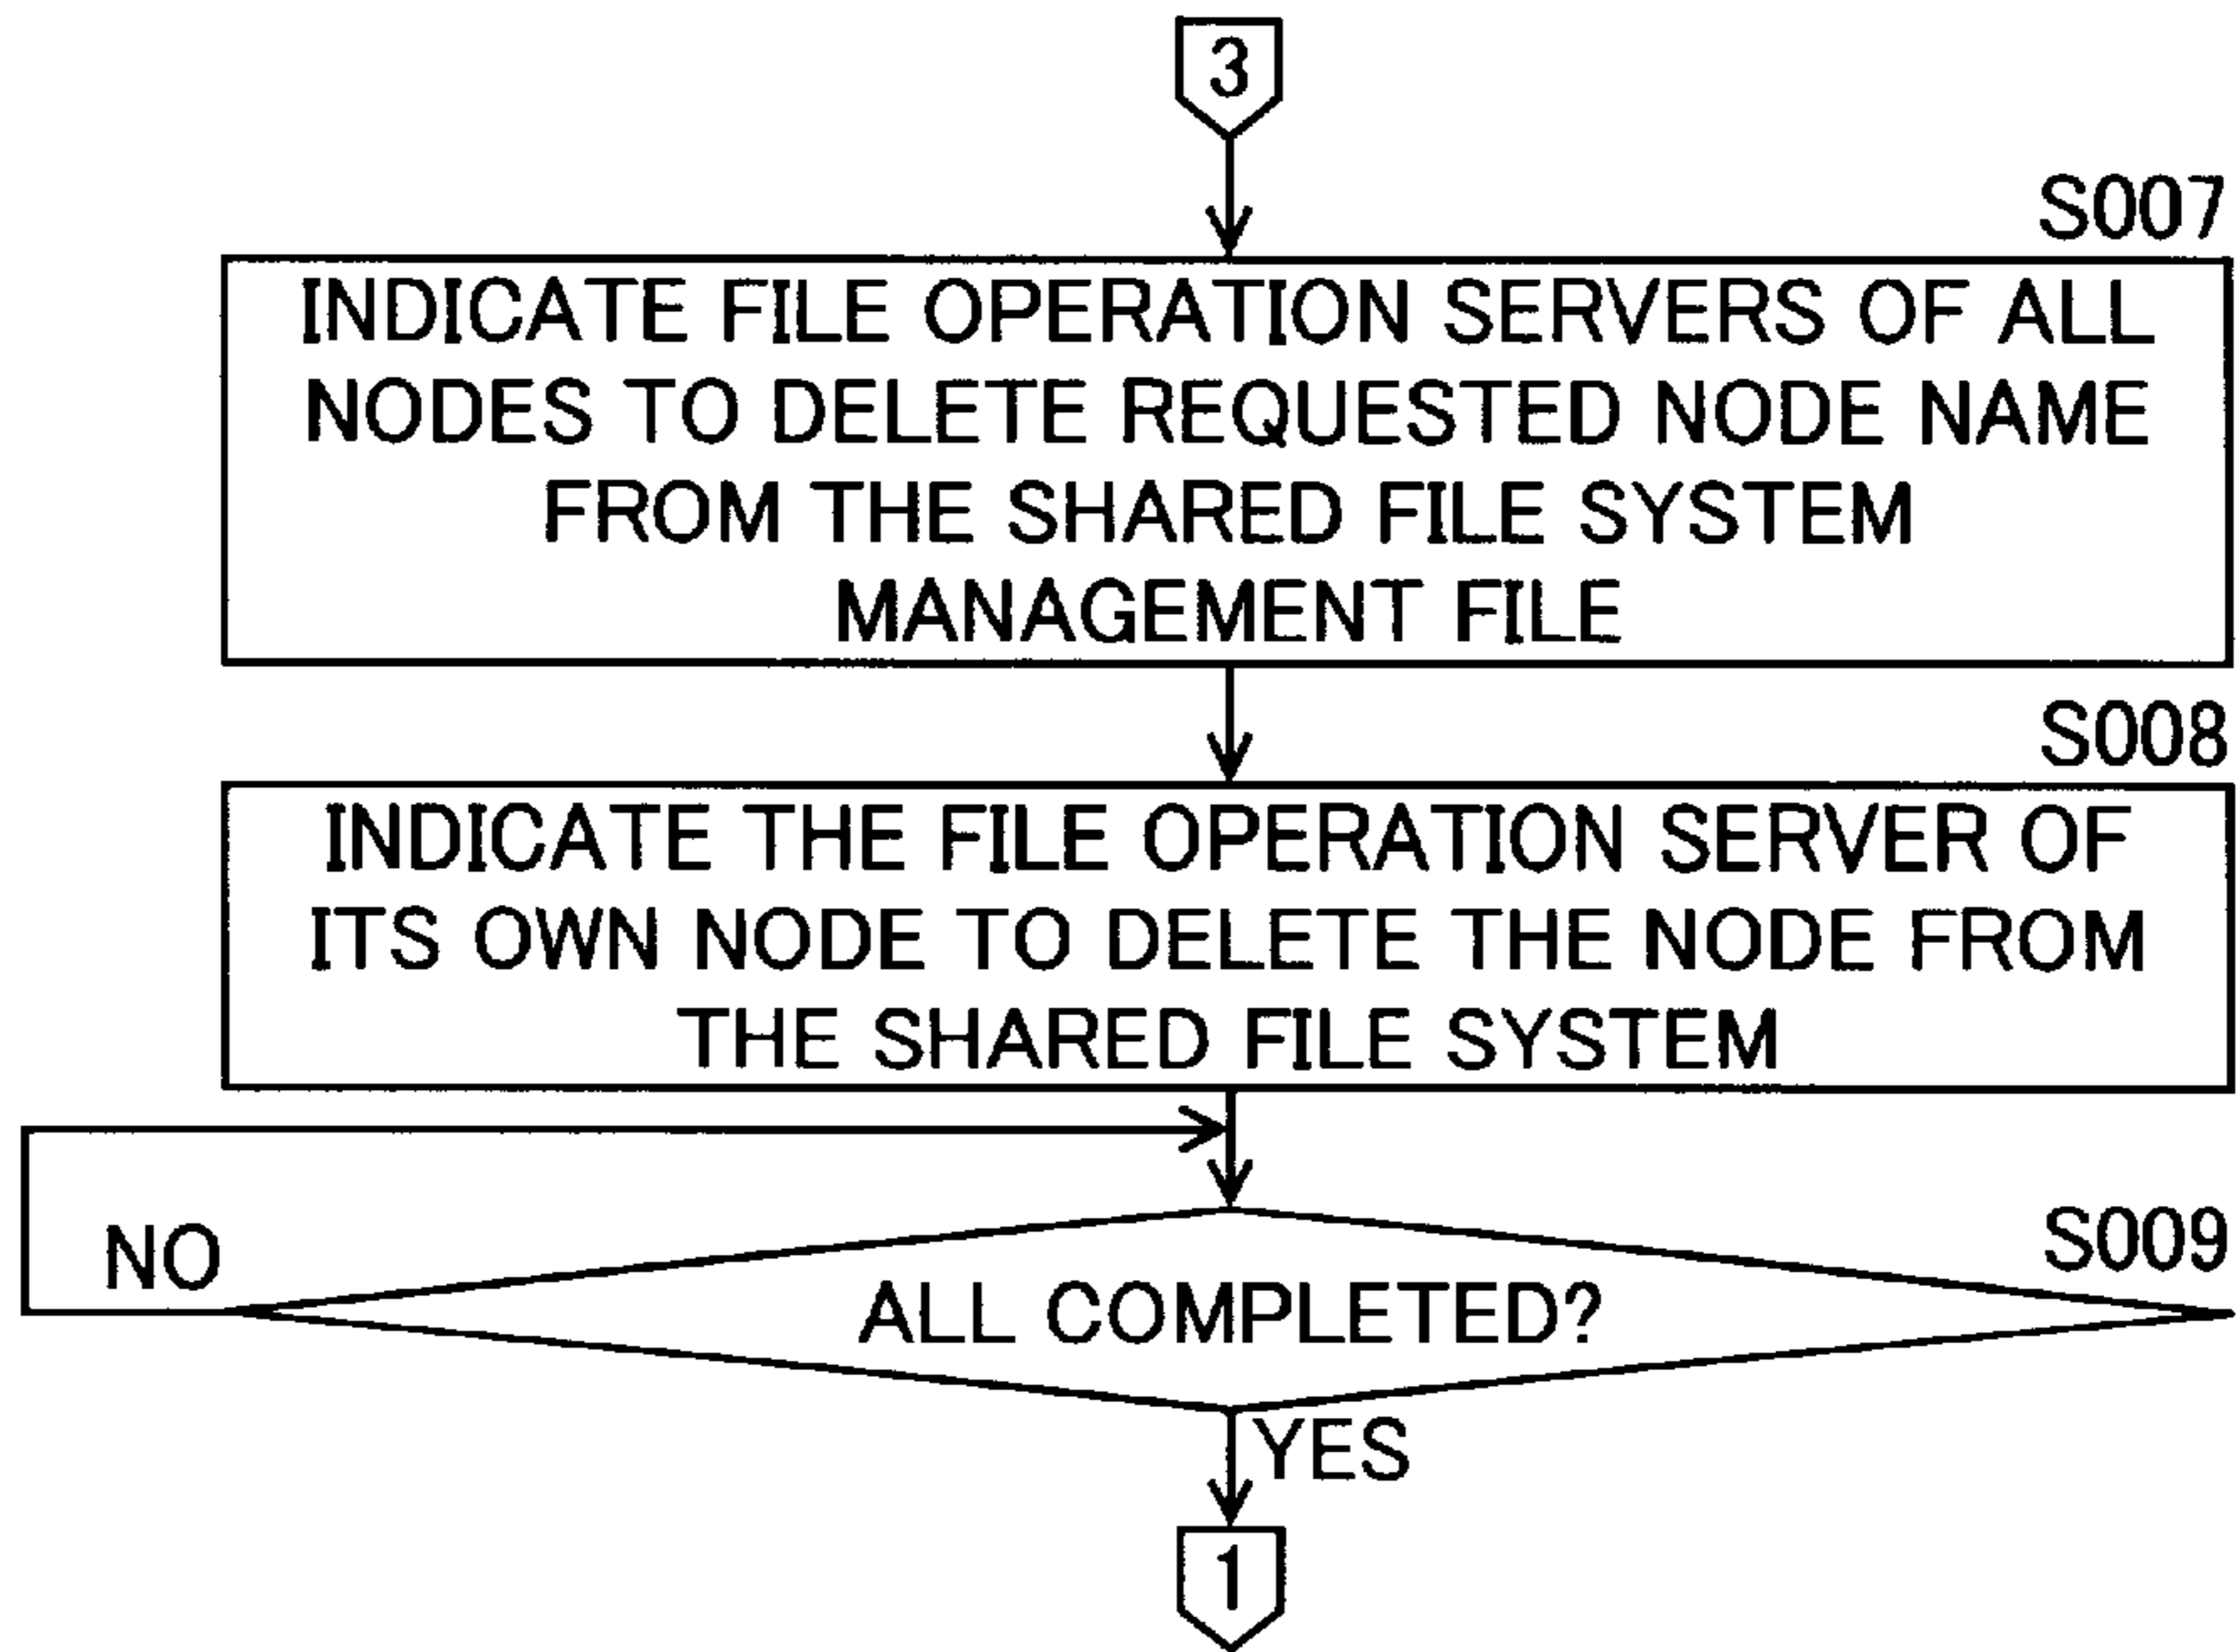 3
S007
INDICATE FILE OPERATION SERVERS OF ALL
NODES TO DELETE REQUESTED NODE NAME
FROM THE SHARED FILE SYSTEM
MANAGEMENT FILE
S008
INDICATE THE FILE OPERATION SERVER OF
ITS OWN NODE TO DELETE THE NODE FROM
THE SHARED FILE SYSTEM
NO
S009
ALL COMPLETED?
YES
1